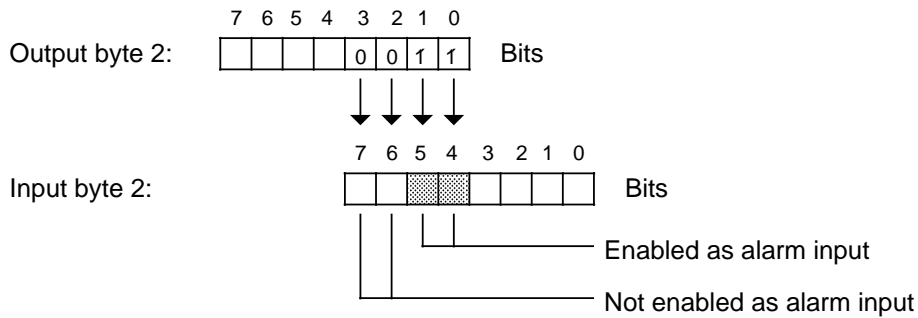 7 6 5 4 3 2 1 0
Output byte 2: 0 0 1 1 Bits
7 6 5 4 3 2 1 0
Input byte 2: Bits
Enabled as alarm input
Not enabled as alarm input